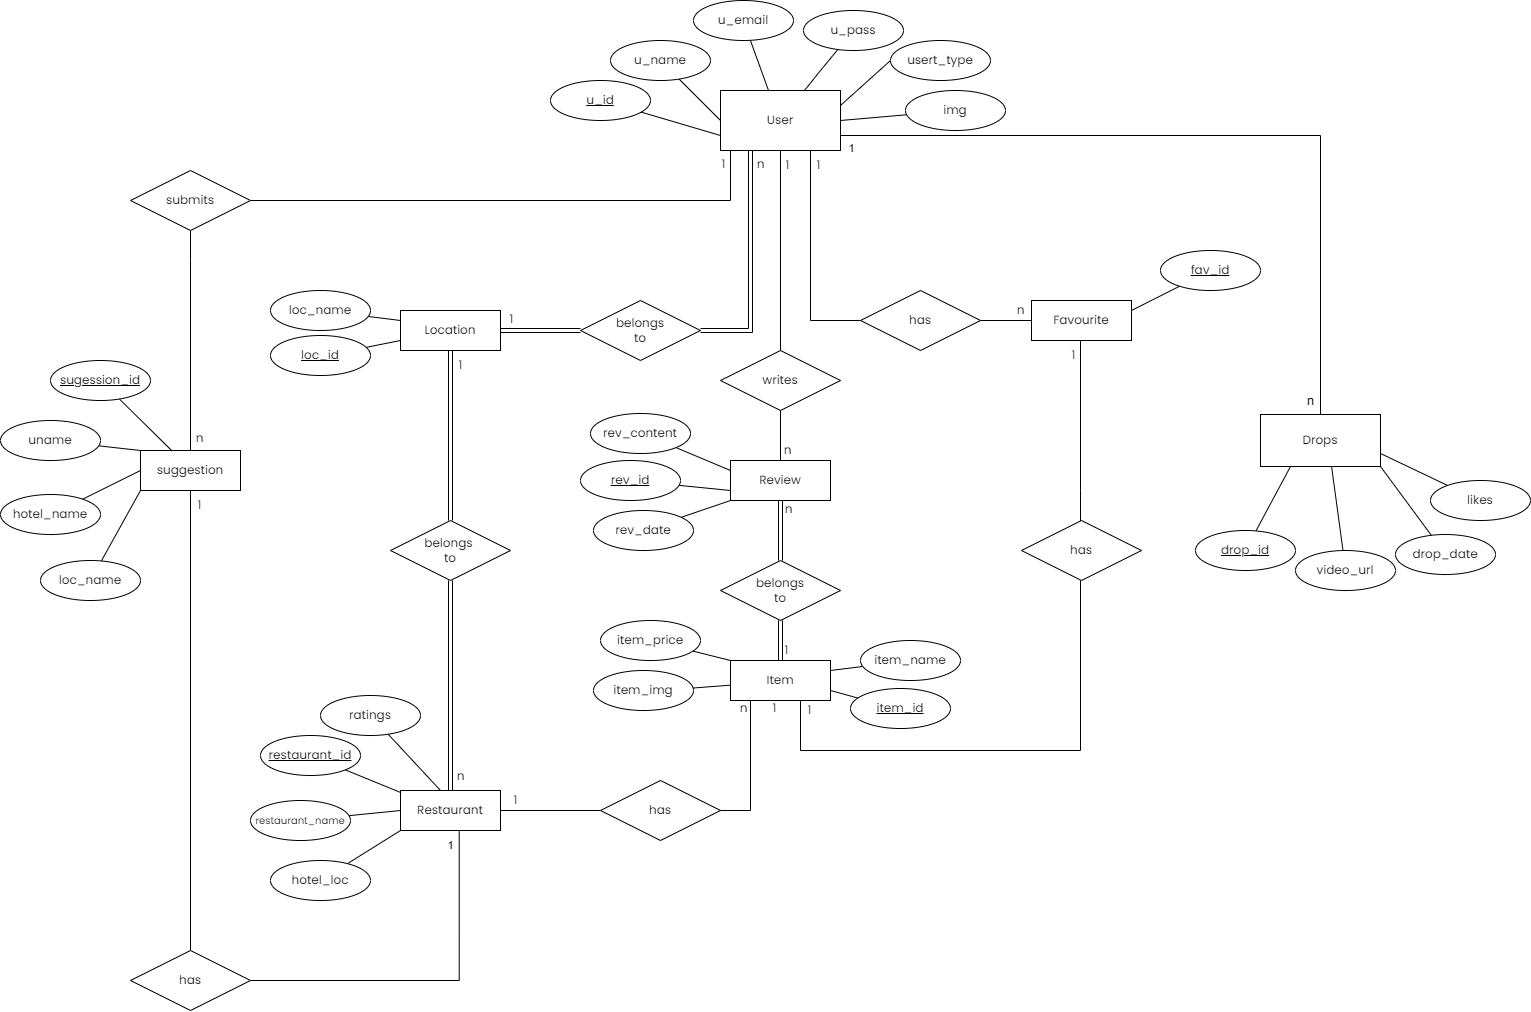 u_email
u_pass
u_name
usert_type
u_id
img
User
1
1
n
1
1
submits
fav_id
loc_name
1
belongs
to
has
n
Favourite
Location
loc_id
1
1
sugession_id
writes
n
n
uname
rev_content
n
Drops
suggestion
Review
rev_id
likes
1
n
hotel_name
rev_date
belongs
to
has
drop_id
drop_date
video_url
loc_name
belongs
to
item_price
1
item_name
Item
item_img
item_id
n
1
1
ratings
restaurant_id
n
1
Restaurant
has
restaurant_name
1
hotel_loc
has